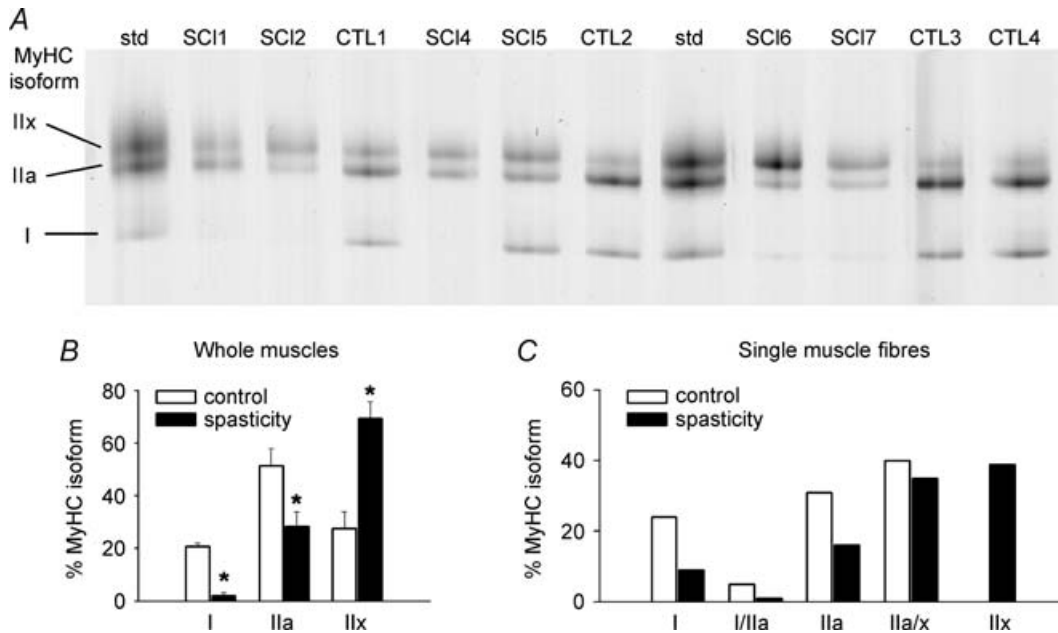 A
std SCI1 SCI2 CTL1 SCI4 SCI5 CTL2 std SCI6 SCI7 CTL3 CTL4
MyHC
isoform
IIx
IIa
I
B Whole muscles
80
60
40
20
0
% MyHC isoform
control
spasticity
*
*
*
I IIa IIx
C Single muscle fibres
60
40
20
0
% MyHC isoform
control
spasticity
I I/IIa IIa IIa/x IIx